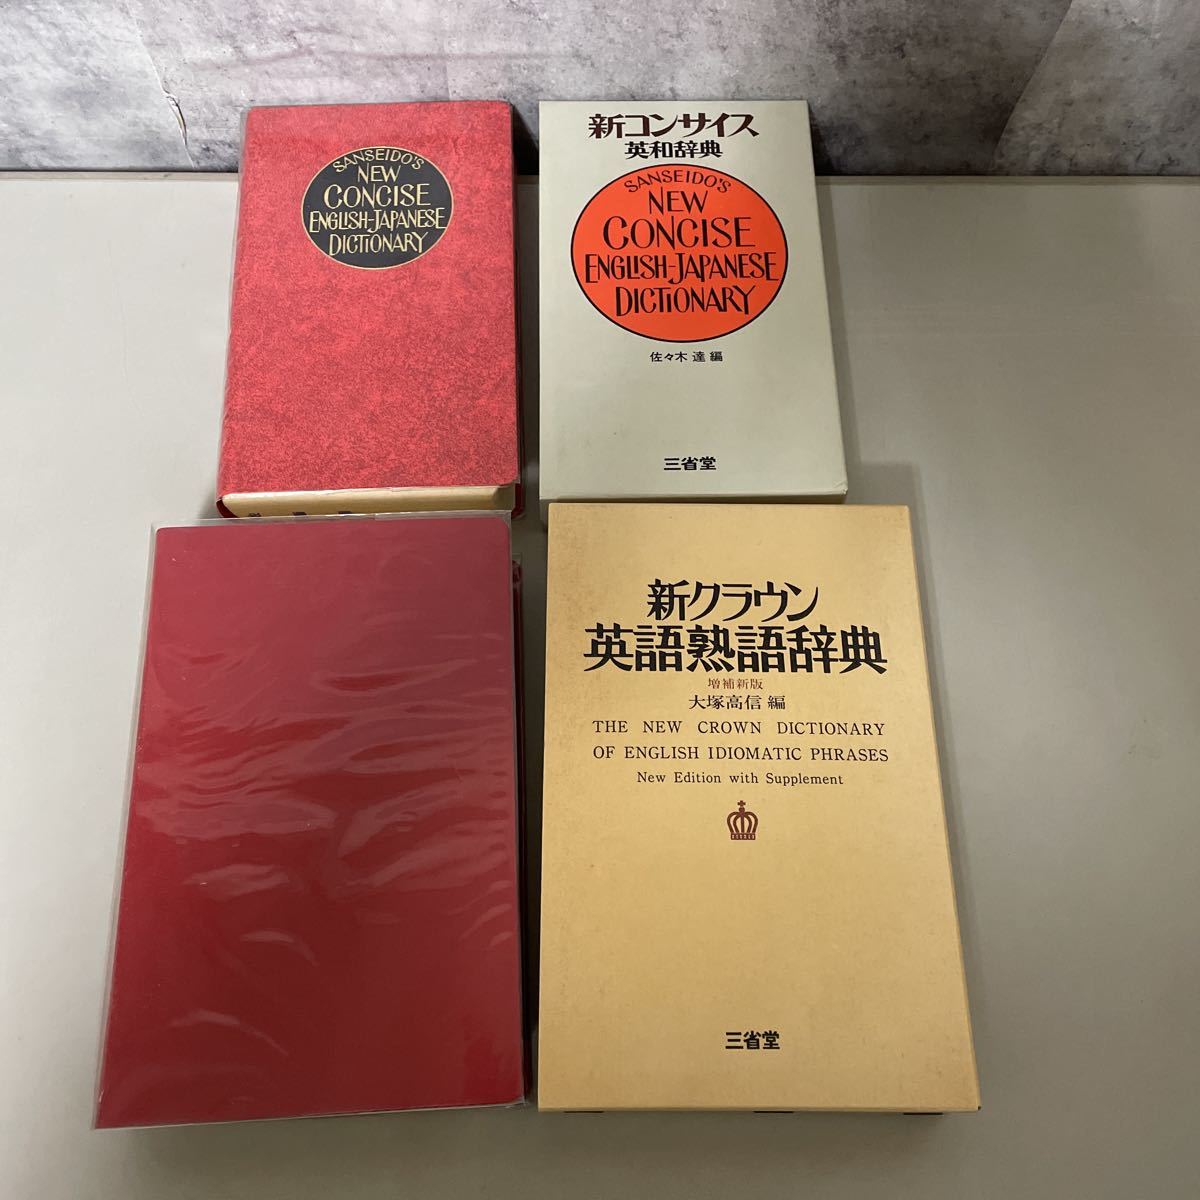 SANSEIDO'S
NEW
CONCISE
ENGLISH-JAPANESE
DICTIONARY
新コンサイス
英和辞典
SANSEIDO'S
NEW
CONCISE
ENGLISH-JAPANESE
DICTIONARY
佐々木 達 編
三省堂
新クラウン
英語熟語辞典
増補新版
大塚高信 編
THE NEW CROWN DICTIONARY
OF ENGLISH IDIOMATIC PHRASES
New Edition with Supplement
三省堂